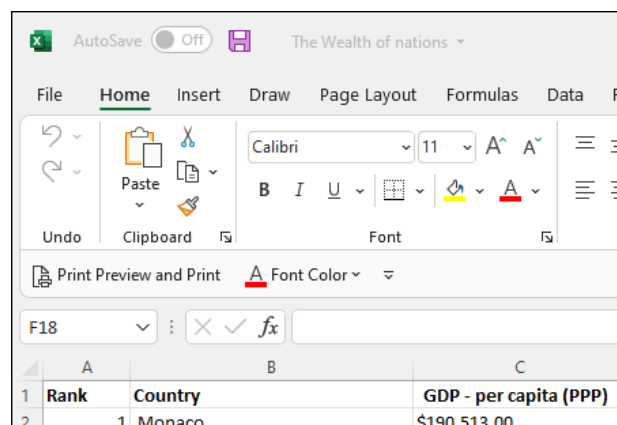 AutoSave Off The Wealth of nations
File Home Insert Draw Page Layout Formulas Data
Calibri 11 A A
Paste B I U A
Undo Clipboard Font
Print Preview and Print A Font Color
F18 fx
A B C
1 Rank Country GDP - per capita (PPP)
2 1 Monaco $190,513.00